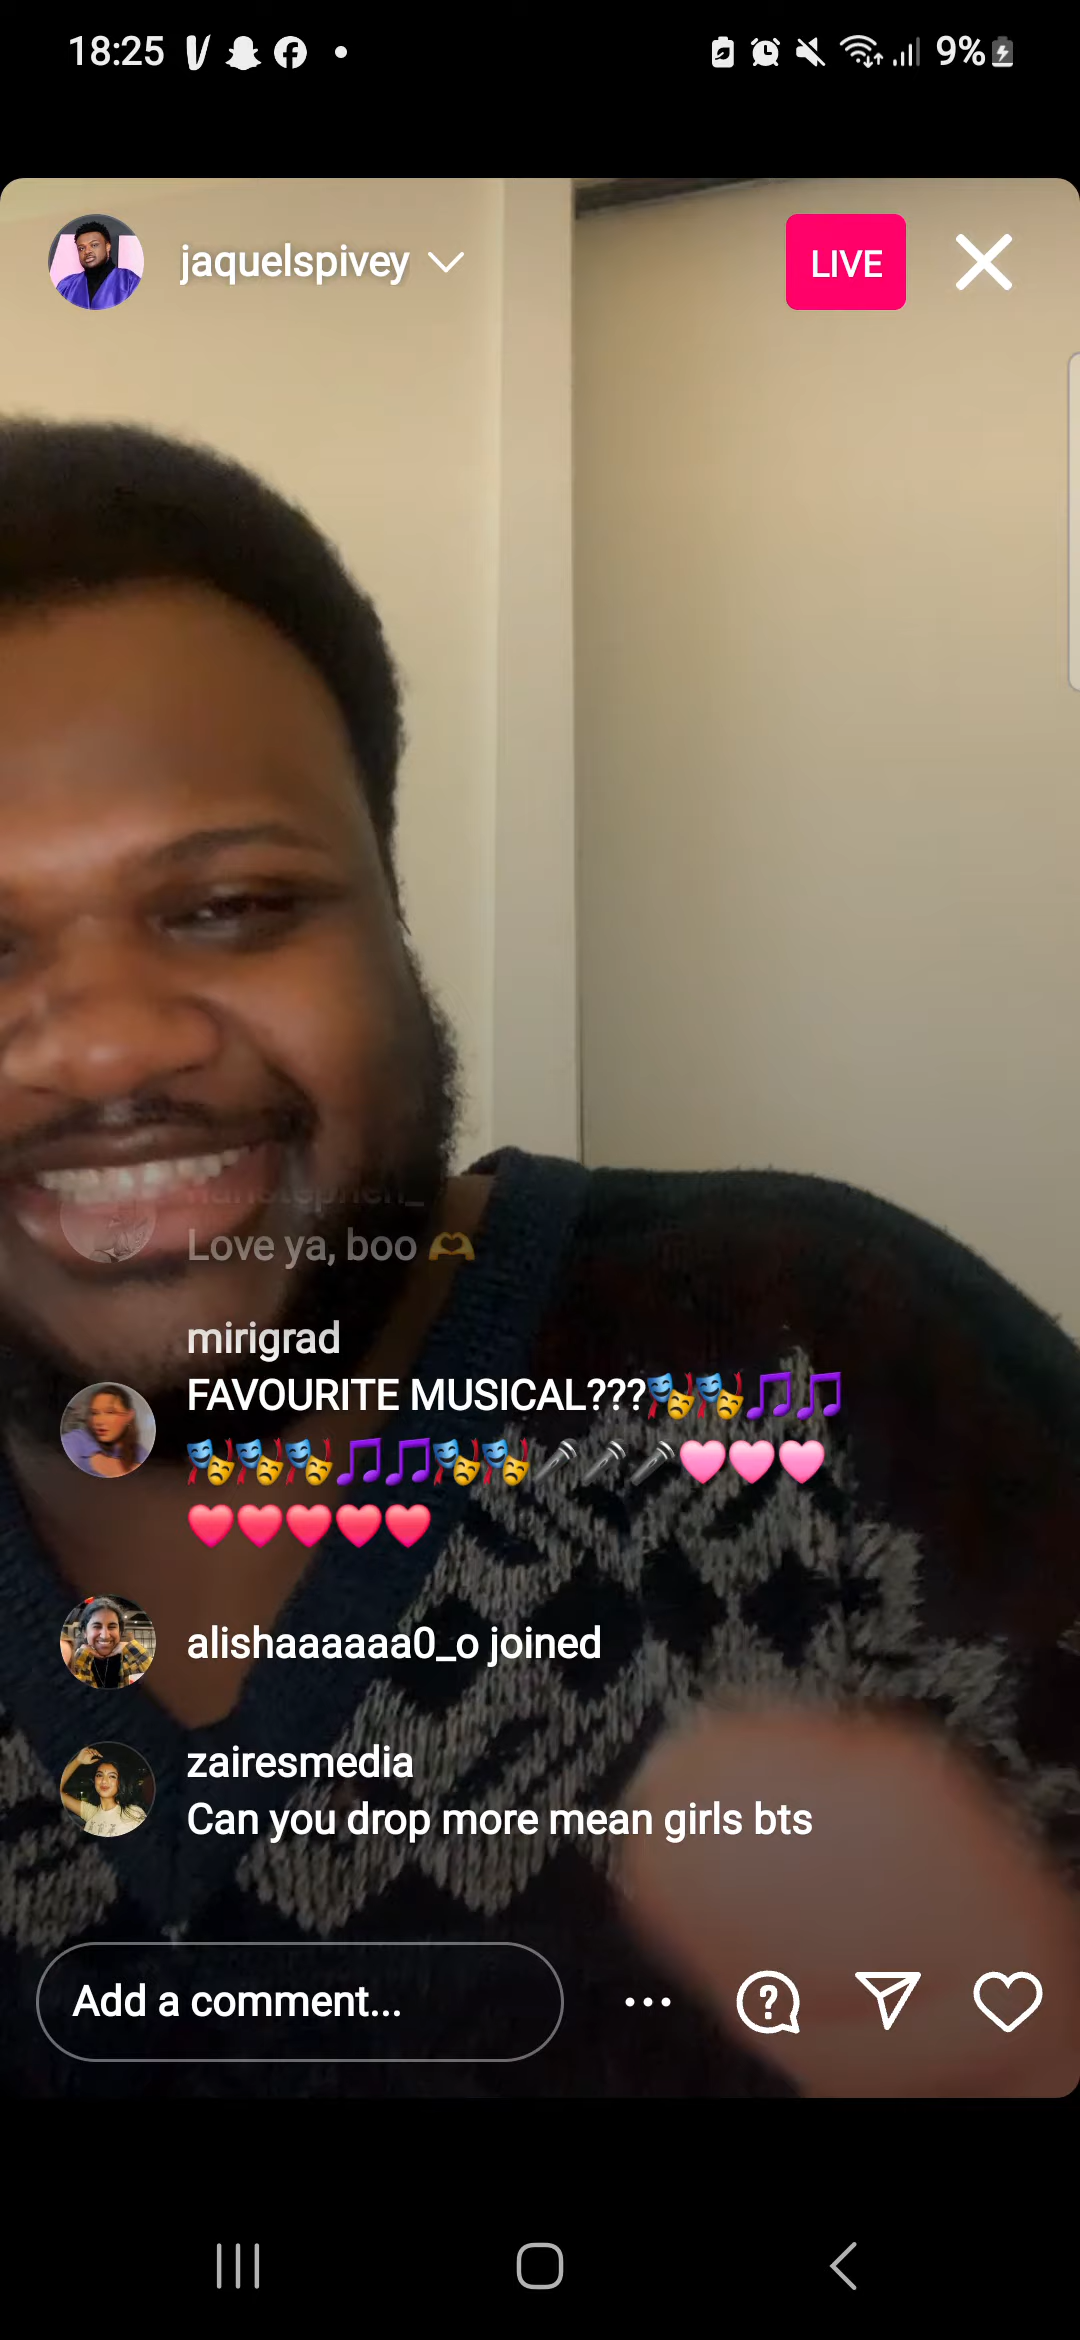 18:25
9%
jaquelspivey
LIVE
Love ya, boo 🫶
mirigrad
FAVOURITE MUSICAL???🎭🎭🎵🎵
🎭🎭🎭🎵🎵🎭🎭🎤🎤🎤🩷🩷🩷
🩷🩷🩷🩷🩷
alishaaaaaa0_o joined
zairesmedia
Can you drop more mean girls bts
Add a comment...